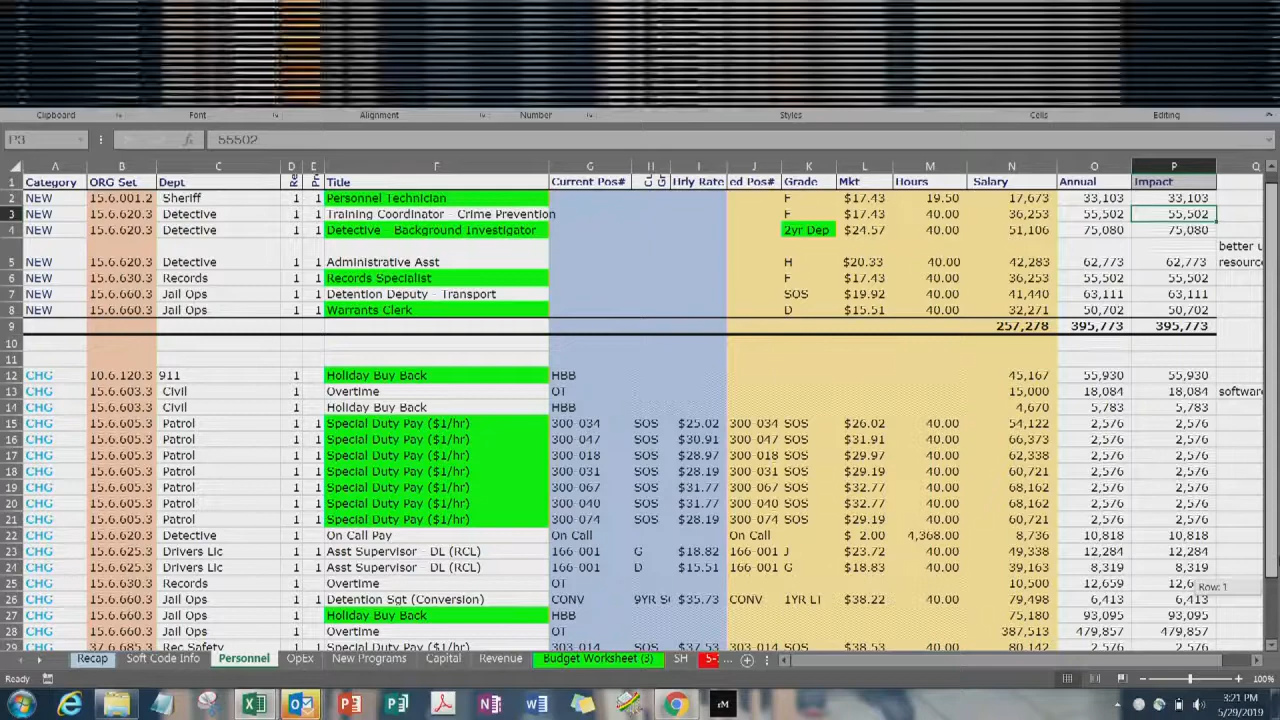 Clipboard Font Alignment Number Styles Cells Editing
P3 fx 55502
A B C D E F G H I J K L M N O P Q
1 Category ORG Set Dept Title Current Pos# Hrly Rate ed Pos# Grade Mkt Hours Salary Annual Impact
2 NEW 15.6.001.2 Sheriff 1 1 Personnel Technician F $17.43 19.50 17,673 33,103 33,103
3 NEW 15.6.620.3 Detective 1 1 Training Coordinator - Crime Prevention F $17.43 40.00 36,253 55,502 55,502
4 NEW 15.6.620.3 Detective 1 1 Detective - Background Investigator 2yr Dep $24.57 40.00 51,106 75,080 75,080
better u
5 NEW 15.6.620.3 Detective 1 1 Administrative Asst H $20.33 40.00 42,283 62,773 62,773 resource
6 NEW 15.6.630.3 Records 1 1 Records Specialist F $17.43 40.00 36,253 55,502 55,502
7 NEW 15.6.660.3 Jail Ops 1 1 Detention Deputy - Transport SOS $19.92 40.00 41,440 63,111 63,111
8 NEW 15.6.660.3 Jail Ops 1 1 Warrants Clerk D $15.51 40.00 32,271 50,702 50,702
9 257,278 395,773 395,773
10
11
12 CHG 10.6.120.3 911 1 Holiday Buy Back HBB 45,167 55,930 55,930
13 CHG 15.6.603.3 Civil 1 Overtime OT 15,000 18,084 18,084 software
14 CHG 15.6.603.3 Civil 1 Holiday Buy Back HBB 4,670 5,783 5,783
15 CHG 15.6.605.3 Patrol 1 1 Special Duty Pay ($1/hr) 300-034 SOS $25.02 300-034 SOS $26.02 40.00 54,122 2,576 2,576
16 CHG 15.6.605.3 Patrol 1 1 Special Duty Pay ($1/hr) 300-047 SOS $30.91 300-047 SOS $31.91 40.00 66,373 2,576 2,576
17 CHG 15.6.605.3 Patrol 1 1 Special Duty Pay ($1/hr) 300-018 SOS $28.97 300-018 SOS $29.97 40.00 62,338 2,576 2,576
18 CHG 15.6.605.3 Patrol 1 1 Special Duty Pay ($1/hr) 300-031 SOS $28.19 300-031 SOS $29.19 40.00 60,721 2,576 2,576
19 CHG 15.6.605.3 Patrol 1 1 Special Duty Pay ($1/hr) 300-067 SOS $31.77 300-067 SOS $32.77 40.00 68,162 2,576 2,576
20 CHG 15.6.605.3 Patrol 1 1 Special Duty Pay ($1/hr) 300-040 SOS $31.77 300-040 SOS $32.77 40.00 68,162 2,576 2,576
21 CHG 15.6.605.3 Patrol 1 1 Special Duty Pay ($1/hr) 300-074 SOS $28.19 300-074 SOS $29.19 40.00 60,721 2,576 2,576
22 CHG 15.6.620.3 Detective 1 On Call Pay On Call On Call $ 2.00 4,368.00 8,736 10,818 10,818
23 CHG 15.6.625.3 Drivers Lic 1 Asst Supervisor - DL (RCL) 166-001 G $18.82 166-001 J $23.72 40.00 49,338 12,284 12,284
24 CHG 15.6.625.3 Drivers Lic 1 Asst Supervisor - DL (RCL) 166-001 D $15.51 166-001 G $18.83 40.00 39,163 8,319 8,319
25 CHG 15.6.630.3 Records 1 Overtime OT 10,500 12,659 12,6 Row: 1
26 CHG 15.6.660.3 Jail Ops 1 1 Detention Sgt (Conversion) CONV 9YR S $35.73 CONV 1YR LT $38.22 40.00 79,498 6,413 6,413
27 CHG 15.6.660.3 Jail Ops 1 Holiday Buy Back HBB 75,180 93,095 93,095
28 CHG 15.6.660.3 Jail Ops 1 Overtime OT 387,513 479,857 479,857
29 CHG 37.6.685.3 Rec Safety 303-014 SOS $37.53 303-014 SOS $38.53 40.00 80,142
Recap Soft Code Info Personnel OpEx New Programs Capital Revenue Budget Worksheet (3) SH ...
Ready 100%
3:21 PM
5/29/2019